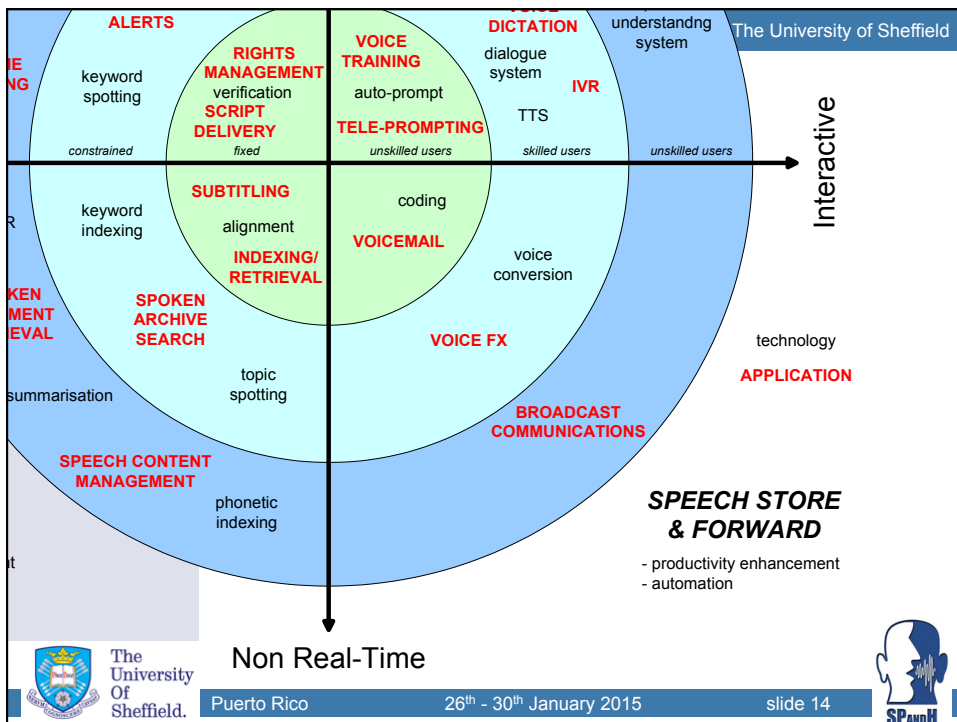 ALERTS
VOICE
DICTATION
understandng
system
The University of Sheffield
RIGHTS
MANAGEMENT
verification
VOICE
TRAINING
dialogue
system
keyword
spotting
auto-prompt
IVR
SCRIPT
DELIVERY
TELE-PROMPTING
TTS
constrained
fixed
unskilled users
skilled users
unskilled users
Interactive
SUBTITLING
keyword
indexing
alignment
coding
INDEXING/
RETRIEVAL
VOICEMAIL
voice
conversion
SPOKEN
ARCHIVE
SEARCH
VOICE FX
technology
APPLICATION
topic
spotting
summarisation
BROADCAST
COMMUNICATIONS
SPEECH CONTENT
MANAGEMENT
phonetic
indexing
SPEECH STORE
& FORWARD
- productivity enhancement
- automation
Non Real-Time
The
University
Of
Sheffield.
Puerto Rico
26th - 30th January 2015
slide 14
SPANDH